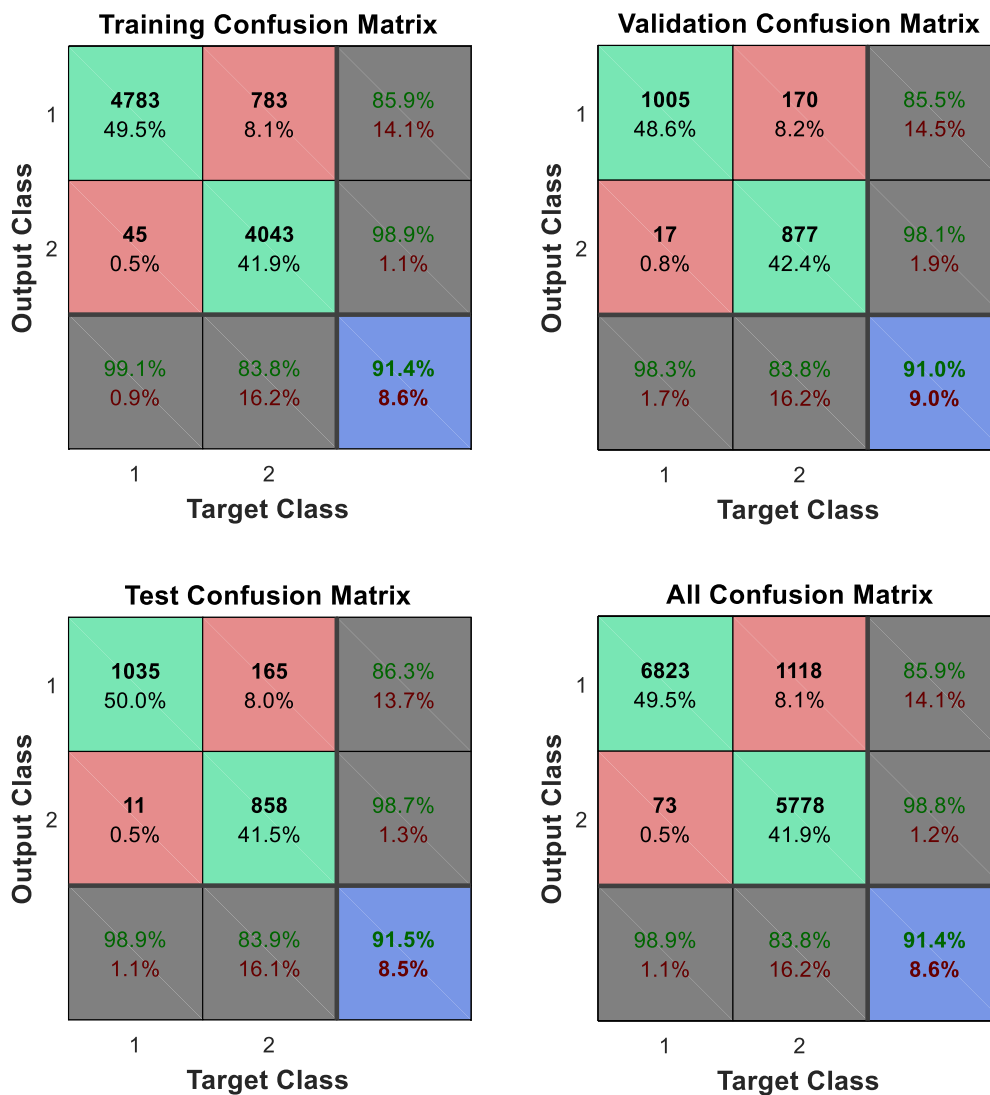 Training Confusion Matrix
4783 783 85.9%
1 49.5% 8.1% 14.1%
45 4043 98.9%
2 0.5% 41.9% 1.1%
99.1% 83.8% 91.4%
0.9% 16.2% 8.6%
1 2
Target Class
Output Class
Validation Confusion Matrix
1005 170 85.5%
1 48.6% 8.2% 14.5%
17 877 98.1%
2 0.8% 42.4% 1.9%
98.3% 83.8% 91.0%
1.7% 16.2% 9.0%
1 2
Target Class
Output Class
Test Confusion Matrix
1035 165 86.3%
1 50.0% 8.0% 13.7%
11 858 98.7%
2 0.5% 41.5% 1.3%
98.9% 83.9% 91.5%
1.1% 16.1% 8.5%
1 2
Target Class
Output Class
All Confusion Matrix
6823 1118 85.9%
1 49.5% 8.1% 14.1%
73 5778 98.8%
2 0.5% 41.9% 1.2%
98.9% 83.8% 91.4%
1.1% 16.2% 8.6%
1 2
Target Class
Output Class